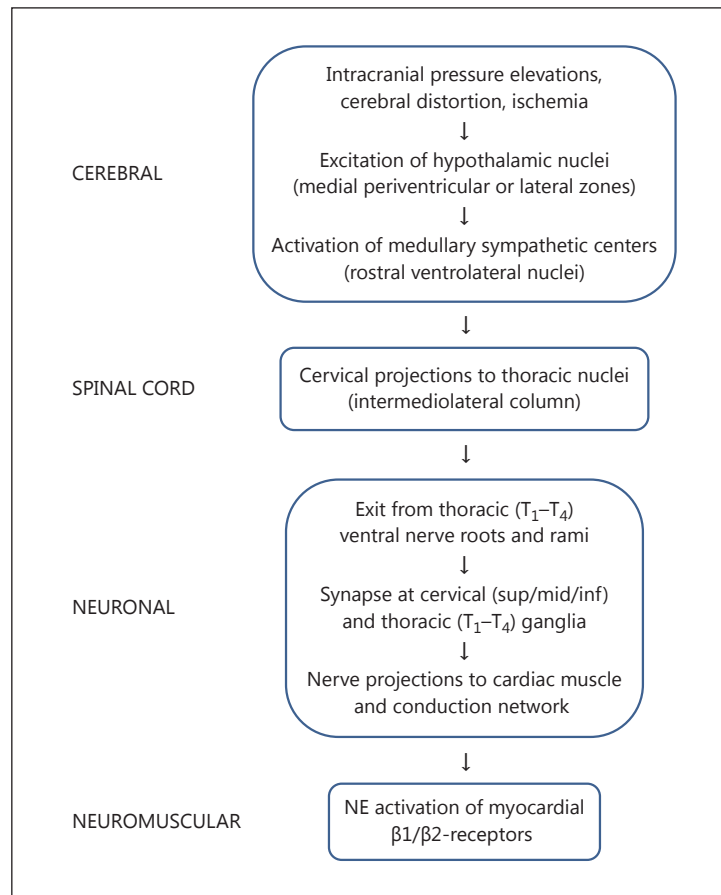 Intracranial pressure elevations,
cerebral distortion, ischemia
↓
CEREBRAL
Excitation of hypothalamic nuclei
(medial periventricular or lateral zones)
↓
Activation of medullary sympathetic centers
(rostral ventrolateral nuclei)
↓
SPINAL CORD
Cervical projections to thoracic nuclei
(intermediolateral column)
↓
Exit from thoracic (T₁–T₄)
ventral nerve roots and rami
↓
NEURONAL
Synapse at cervical (sup/mid/inf)
and thoracic (T₁–T₄) ganglia
↓
Nerve projections to cardiac muscle
and conduction network
↓
NEUROMUSCULAR
NE activation of myocardial
β1/β2-receptors